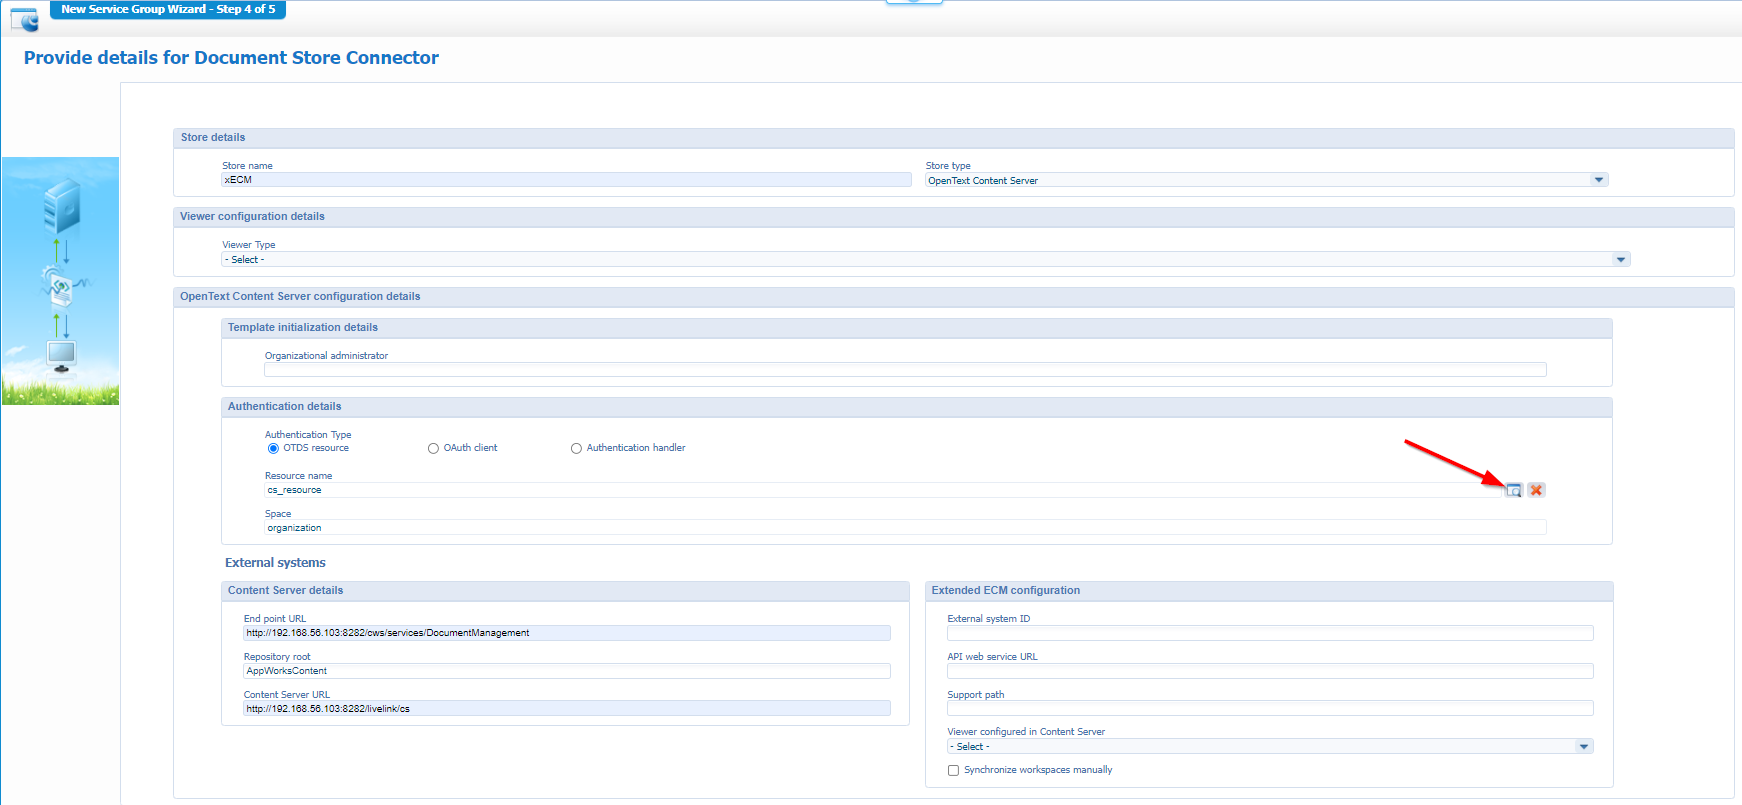 New Service Group Wizard - Step 4 of 5
Provide details for Document Store Connector
Store details
Store name
xECM
Store type
OpenText Content Server
Viewer configuration details
Viewer Type
- Select -
OpenText Content Server configuration details
Template initialization details
Organizational administrator
Authentication details
Authentication Type
OTDS resource
OAuth client
Authentication handler
Resource name
cs_resource
Space
organization
External systems
Content Server details
End point URL
http://192.168.56.103:8282/cws/services/DocumentManagement
Repository root
AppWorksContent
Content Server URL
http://192.168.56.103:8282/livelink/cs
Extended ECM configuration
External system ID
API web service URL
Support path
Viewer configured in Content Server
- Select -
Synchronize workspaces manually